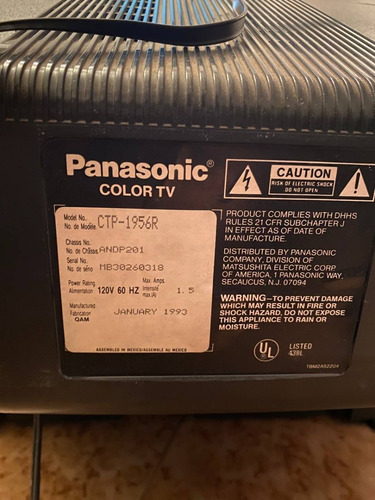 Panasonic®
COLOR TV
Model No.
No. de Modèle CTP-1956R
Chassis No.
No. de Châssis ANDP201
Serial No.
No. de série MB30260318
Power Rating Max. Amps
Alimentation 120V 60 HZ Intensité max.(A) 1.5
Manufactured
Fabrication JANUARY 1993
QAM
ASSEMBLED IN MEXICO/ASSEMBLE AU MEXICO
CAUTION
RISK OF ELECTRIC SHOCK
DO NOT OPEN
PRODUCT COMPLIES WITH DHHS
RULES 21 CFR SUBCHAPTER J
IN EFFECT AS OF DATE OF
MANUFACTURE.
DISTRIBUTED BY PANASONIC
COMPANY, DIVISION OF
MATSUSHITA ELECTRIC CORP.
OF AMERICA 1 PANASONIC WAY,
SECAUCUS, N.J. 07094
WARNING—TO PREVENT DAMAGE
WHICH MAY RESULT IN FIRE OR
SHOCK HAZARD, DO NOT EXPOSE
THIS APPLIANCE TO RAIN OR
MOISTURE.
UL LISTED
439L
TBM2A52204